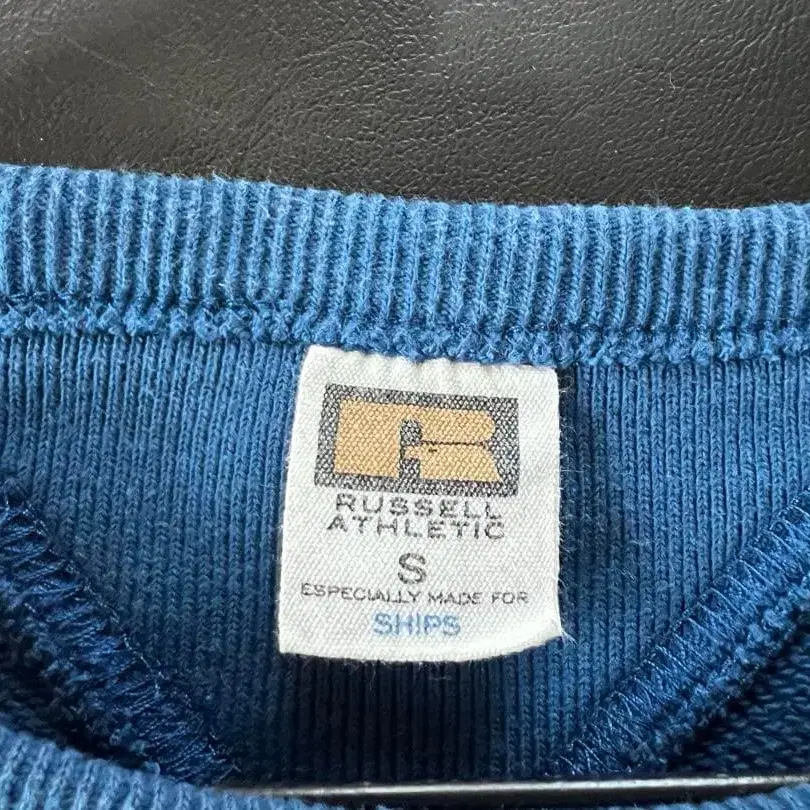 R
RUSSELL
ATHLETIC
S
ESPECIALLY MADE FOR
SHIPS